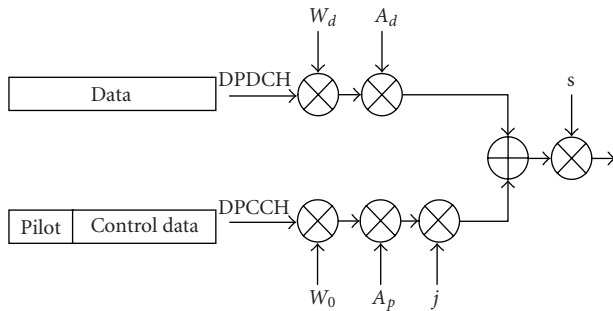 W_d A_d
Data DPDCH
s
Pilot Control data DPCCH
W_0 A_p j